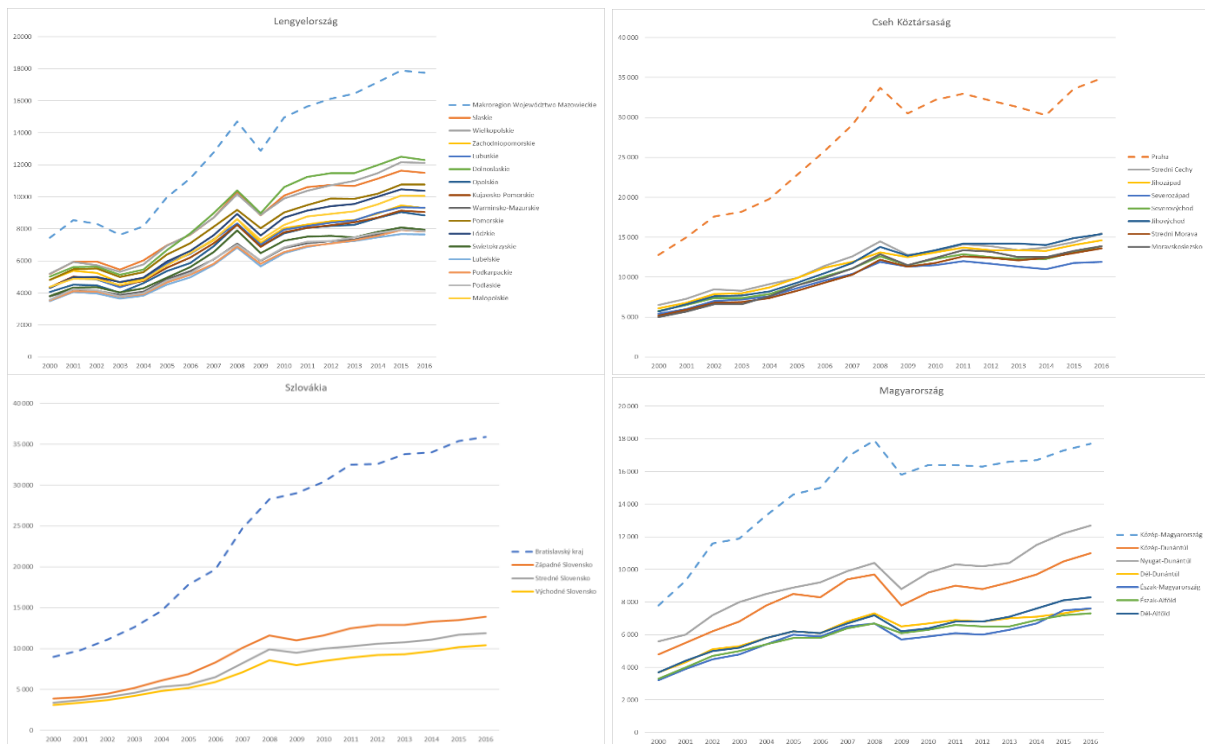 Lengyelország
20000
18000
16000
14000
12000
10000
8000
6000
4000
2000
0
2000 2001 2002 2003 2004 2005 2006 2007 2008 2009 2010 2011 2012 2013 2014 2015 2016
Makroregion Województwo Mazowieckie
Slaskie
Wielkopolskie
Zachodniopomorskie
Lubuskie
Dolnoslaskie
Opolskie
Kujawsko-Pomorskie
Warminsko-Mazurskie
Pomorskie
Lódzkie
Swietokrzyskie
Lubelskie
Podkarpackie
Podlaskie
Malopolskie
Cseh Köztársaság
40 000
35 000
30 000
25 000
20 000
15 000
10 000
5 000
0
2000 2001 2002 2003 2004 2005 2006 2007 2008 2009 2010 2011 2012 2013 2014 2015 2016
Praha
Strední Cechy
Jihozápad
Severozápad
Severovýchod
Jihovýchod
Strední Morava
Moravskoslezsko
Szlovákia
40 000
35 000
30 000
25 000
20 000
15 000
10 000
5 000
0
2000 2001 2002 2003 2004 2005 2006 2007 2008 2009 2010 2011 2012 2013 2014 2015 2016
Bratislavský kraj
Západné Slovensko
Stredné Slovensko
Východné Slovensko
Magyarország
20 000
18 000
16 000
14 000
12 000
10 000
8 000
6 000
4 000
2 000
0
2000 2001 2002 2003 2004 2005 2006 2007 2008 2009 2010 2011 2012 2013 2014 2015 2016
Közép-Magyarország
Közép-Dunántúl
Nyugat-Dunántúl
Dél-Dunántúl
Észak-Magyarország
Észak-Alföld
Dél-Alföld